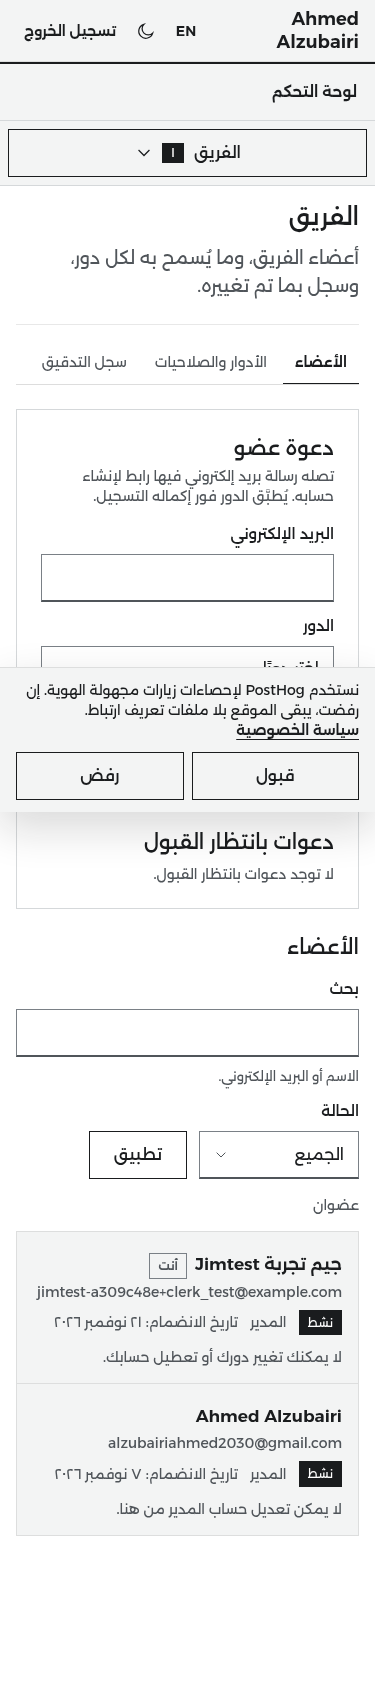 Ahmed
Alzubairi
EN
تسجيل الخروج
لوحة التحكم
الفريق
١
الفريق
أعضاء الفريق، وما يُسمح به لكل دور،
وسجل بما تم تغييره.
الأعضاء
الأدوار والصلاحيات
سجل التدقيق
دعوة عضو
تصله رسالة بريد إلكتروني فيها رابط لإنشاء
حسابه. يُطبَّق الدور فور إكماله التسجيل.
البريد الإلكتروني
الدور
نستخدم PostHog لإحصاءات زيارات مجهولة الهوية. إن
رفضت، يبقى الموقع بلا ملفات تعريف ارتباط.
سياسة الخصوصية
قبول
رفض
دعوات بانتظار القبول
لا توجد دعوات بانتظار القبول.
الأعضاء
بحث
الاسم أو البريد الإلكتروني.
الحالة
الجميع
تطبيق
عضوان
جيم تجربة Jimtest أنت
jimtest-a309c48e+clerk_test@example.com
نشط المدير تاريخ الانضمام: ٢١ نوفمبر ٢٠٢٦
لا يمكنك تغيير دورك أو تعطيل حسابك.
Ahmed Alzubairi
alzubairiahmed2030@gmail.com
نشط المدير تاريخ الانضمام: ٧ نوفمبر ٢٠٢٦
لا يمكن تعديل حساب المدير من هنا.